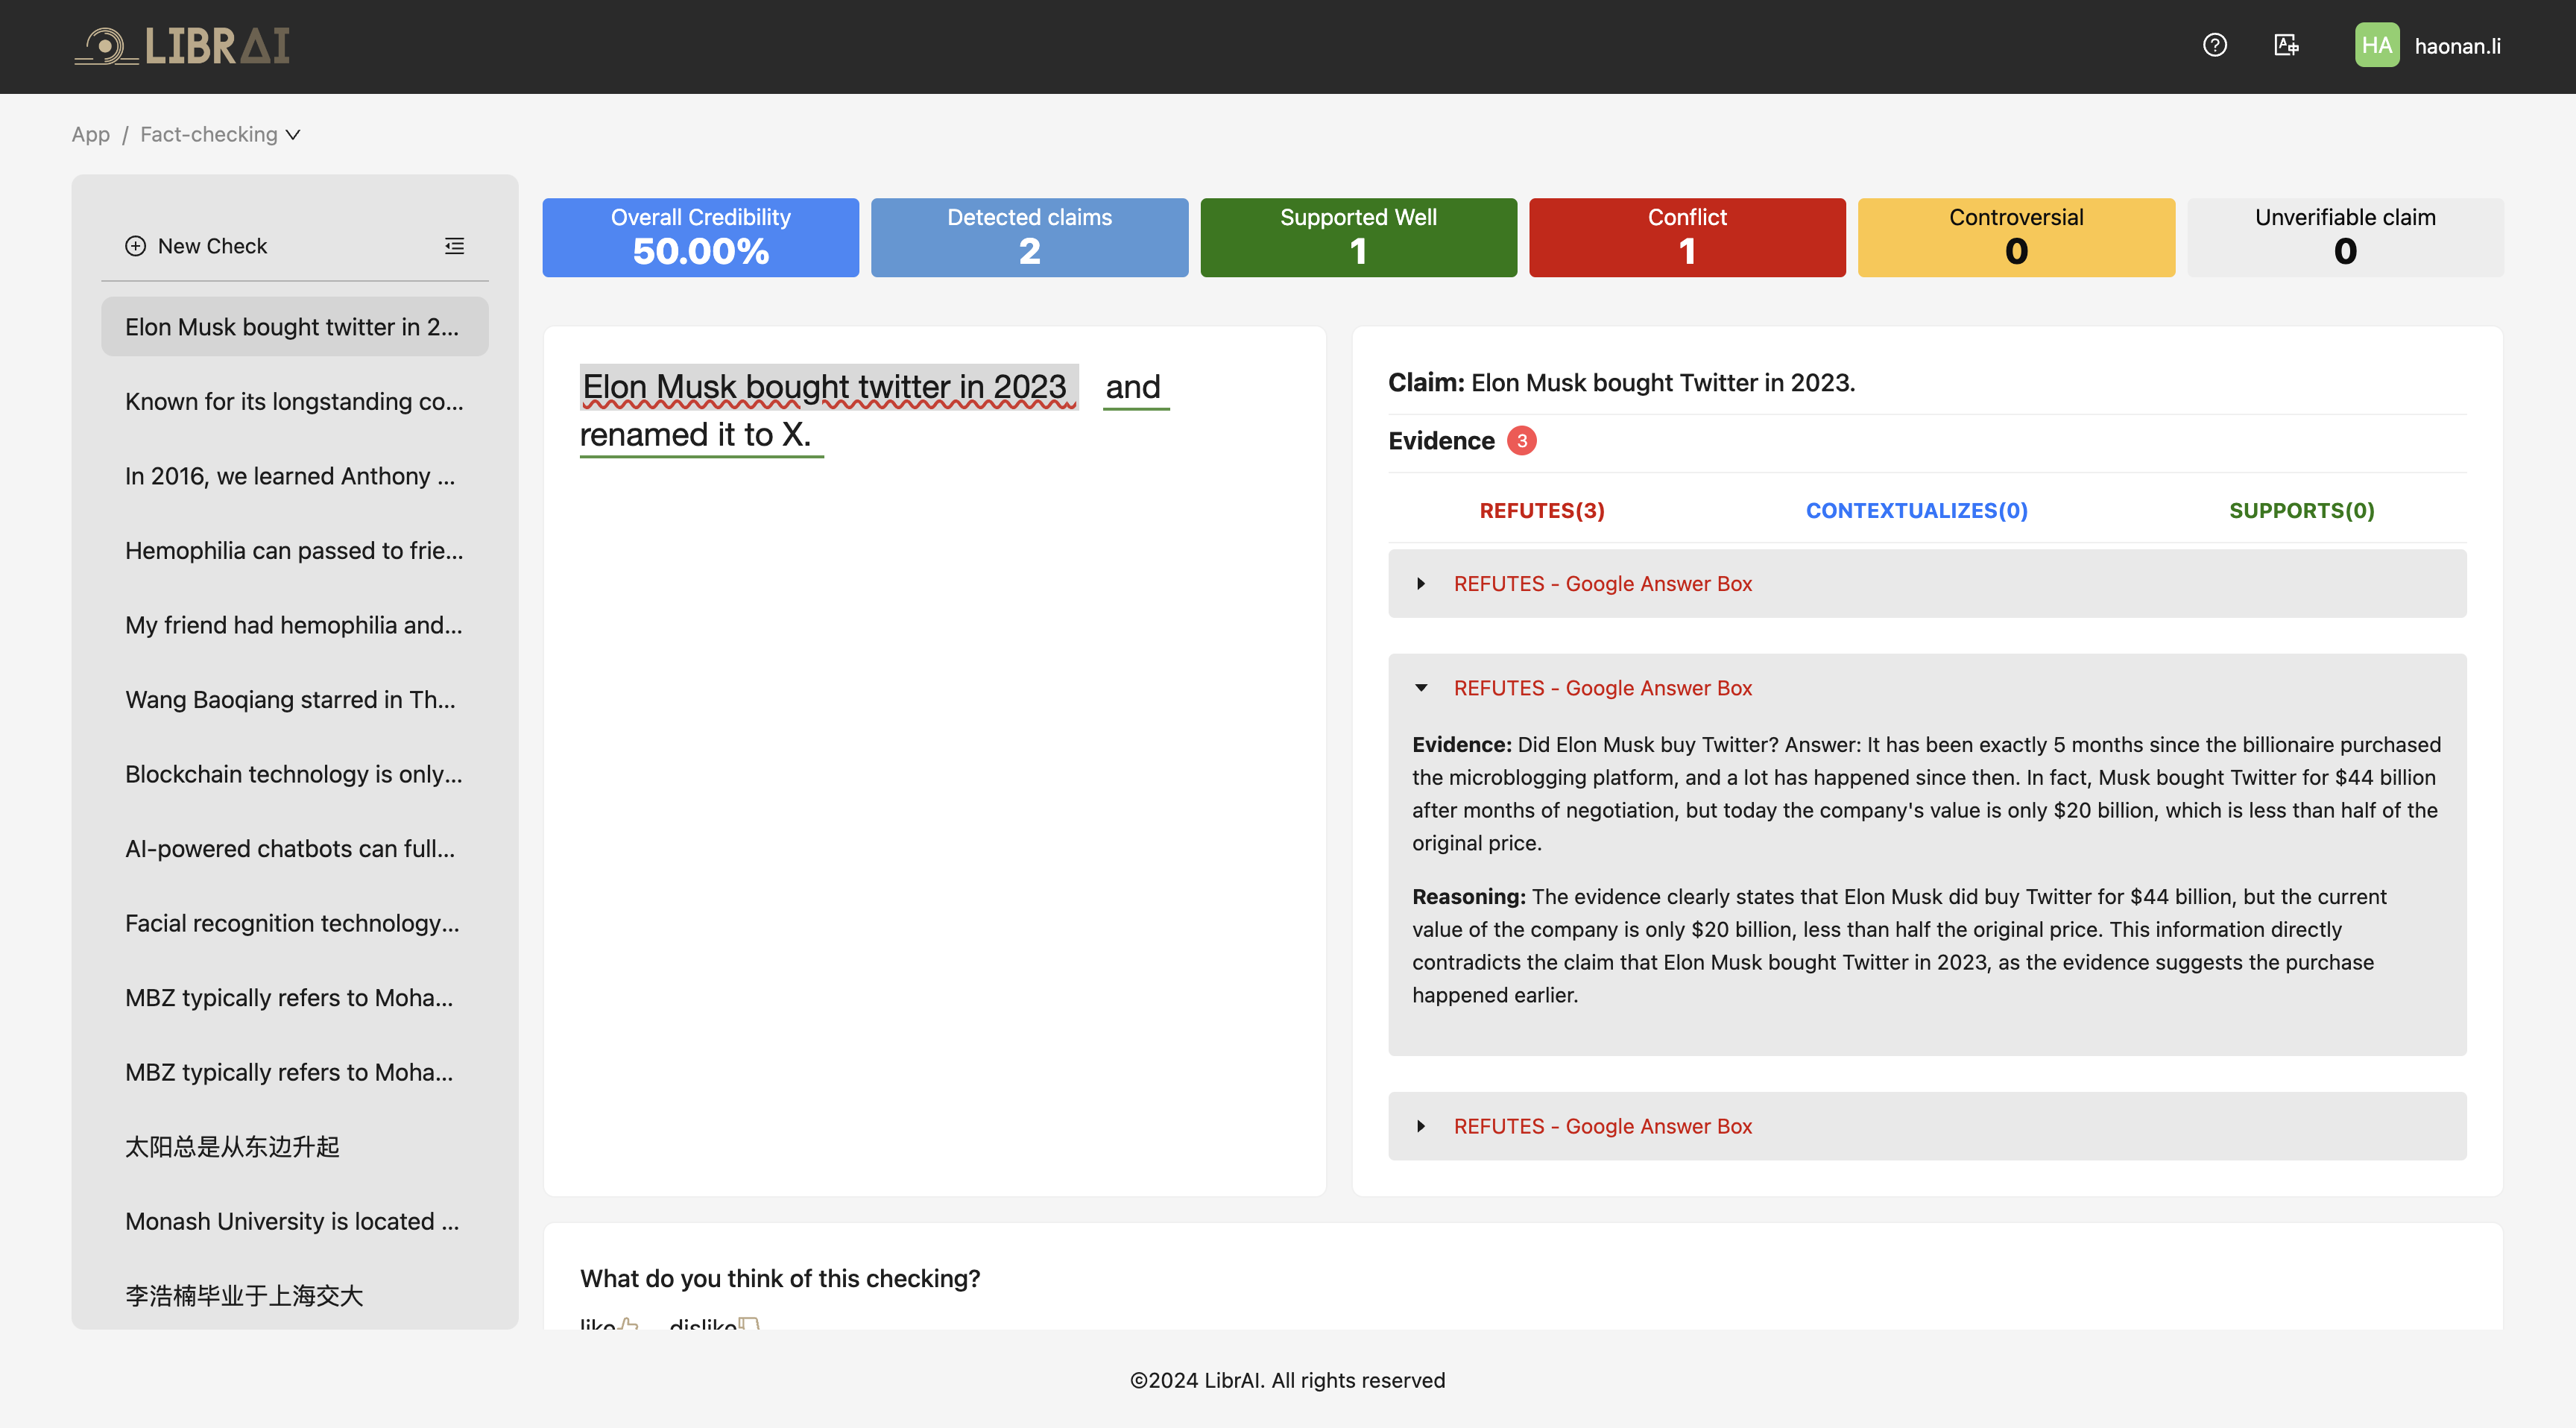 LIBRAI
HA
haonan.li
App / Fact-checking
New Check
Elon Musk bought twitter in 2...
Known for its longstanding co...
In 2016, we learned Anthony ...
Hemophilia can passed to frie...
My friend had hemophilia and...
Wang Baoqiang starred in Th...
Blockchain technology is only...
AI-powered chatbots can full...
Facial recognition technology...
MBZ typically refers to Moha...
MBZ typically refers to Moha...
太阳总是从东边升起
Monash University is located ...
李浩楠毕业于上海交大
Overall Credibility
50.00%
Detected claims
2
Supported Well
1
Conflict
1
Controversial
0
Unverifiable claim
0
Elon Musk bought twitter in 2023 and
renamed it to X.
Claim: Elon Musk bought Twitter in 2023.
Evidence 3
REFUTES(3) CONTEXTUALIZES(0) SUPPORTS(0)
REFUTES - Google Answer Box
REFUTES - Google Answer Box
Evidence: Did Elon Musk buy Twitter? Answer: It has been exactly 5 months since the billionaire purchased
the microblogging platform, and a lot has happened since then. In fact, Musk bought Twitter for $44 billion
after months of negotiation, but today the company's value is only $20 billion, which is less than half of the
original price.
Reasoning: The evidence clearly states that Elon Musk did buy Twitter for $44 billion, but the current
value of the company is only $20 billion, less than half the original price. This information directly
contradicts the claim that Elon Musk bought Twitter in 2023, as the evidence suggests the purchase
happened earlier.
REFUTES - Google Answer Box
What do you think of this checking?
like dislike
©2024 LibrAI. All rights reserved